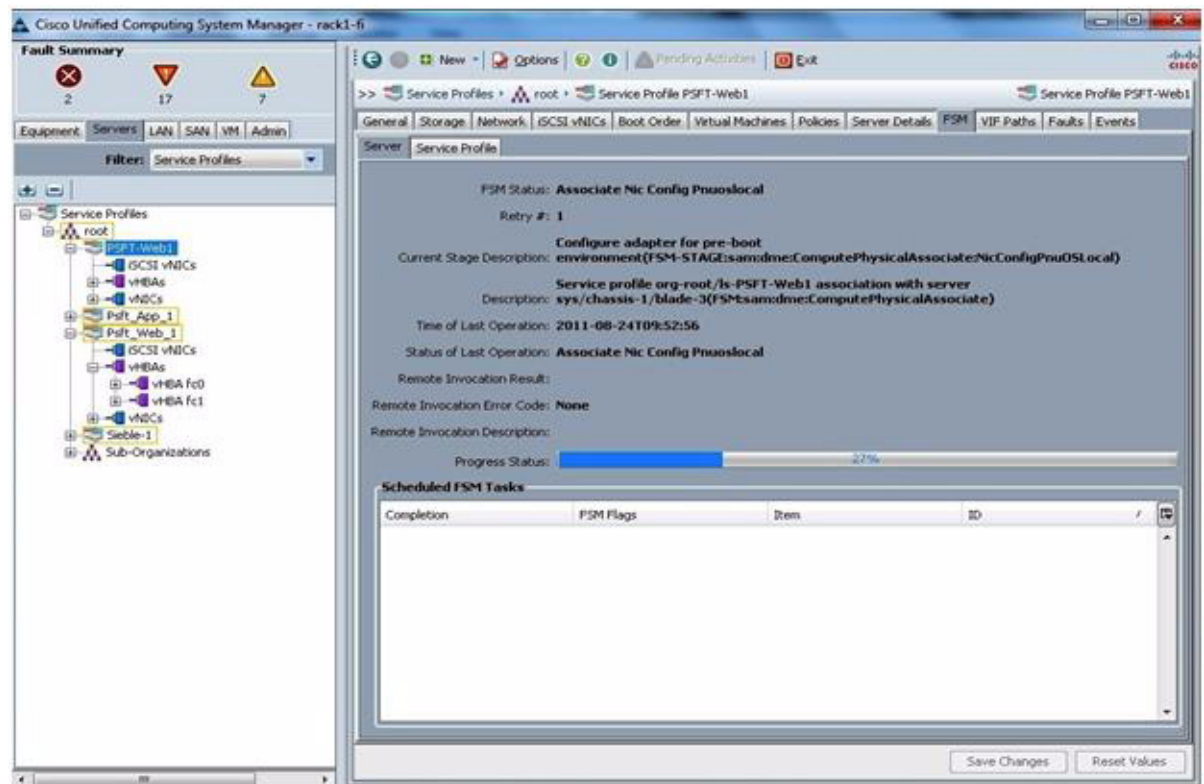 Cisco Unified Computing System Manager - rack1-fi
Fault Summary
2 17 7
Equipment Servers LAN SAN VM Admin
Filter: Service Profiles
Service Profiles
root
PSFT-Web1
iSCSI vNICs
vHBAs
vNICs
Psft_App_1
Psft_Web_1
iSCSI vNICs
vHBAs
vHBA fc0
vHBA fc1
vNICs
Sieble-1
Sub-Organizations
New Options Pending Activities Exit
CISCO
>> Service Profiles root Service Profile PSFT-Web1 Service Profile PSFT-Web1
General Storage Network iSCSI vNICs Boot Order Virtual Machines Policies Server Details FSM VIF Paths Faults Events
Server Service Profile
FSM Status: Associate Nic Config Pnuoslocal
Retry #: 1
Current Stage Description: Configure adapter for pre-boot
environment(FSM-STAGE:sam:dme:ComputePhysicalAssociate:NicConfigPnuOSLocal)
Description: Service profile org-root/ls-PSFT-Web1 association with server
sys/chassis-1/blade-3(FSM:sam:dme:ComputePhysicalAssociate)
Time of Last Operation: 2011-08-24T09:52:56
Status of Last Operation: Associate Nic Config Pnuoslocal
Remote Invocation Result:
Remote Invocation Error Code: None
Remote Invocation Description:
Progress Status: 27%
Scheduled FSM Tasks
Completion FSM Flags Item ID
Save Changes Reset Values